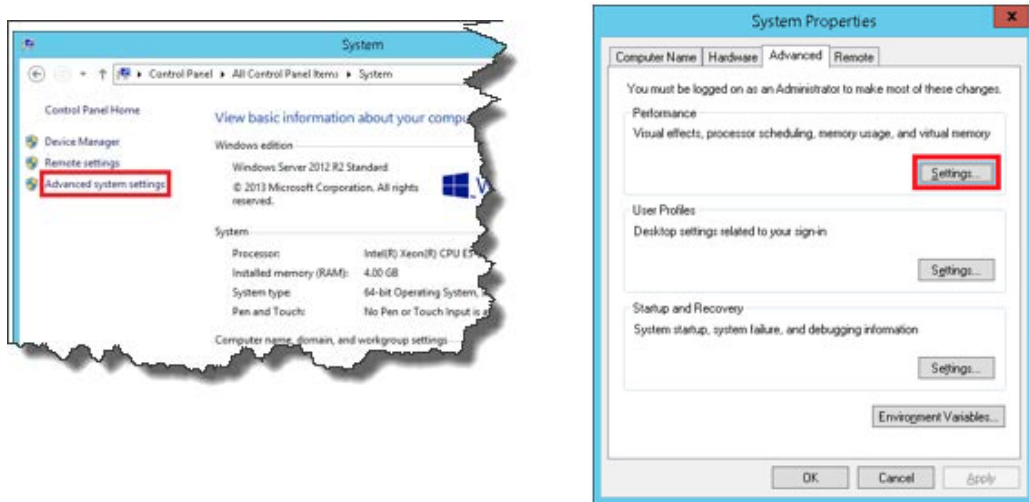 System
Control Panel ▸ All Control Panel Items ▸ System
Control Panel Home
Device Manager
Remote settings
Advanced system settings
View basic information about your
Windows edition
Windows Server 2012 R2 Standard
© 2013 Microsoft Corporation. All rights
reserved.
System
Processor: Intel(R) Xeon(R) CPU
Installed memory (RAM): 4.00 GB
System type: 64-bit Operating System,
Pen and Touch: No Pen or Touch Input is
Computer name, domain, and workgroup settings
System Properties
x
Computer Name
Hardware
Advanced
Remote
You must be logged on as an Administrator to make most of these changes.
Performance
Visual effects, processor scheduling, memory usage, and virtual memory
Settings...
User Profiles
Desktop settings related to your sign-in
Settings...
Startup and Recovery
System startup, system failure, and debugging information
Settings...
Environment Variables...
OK
Cancel
Apply